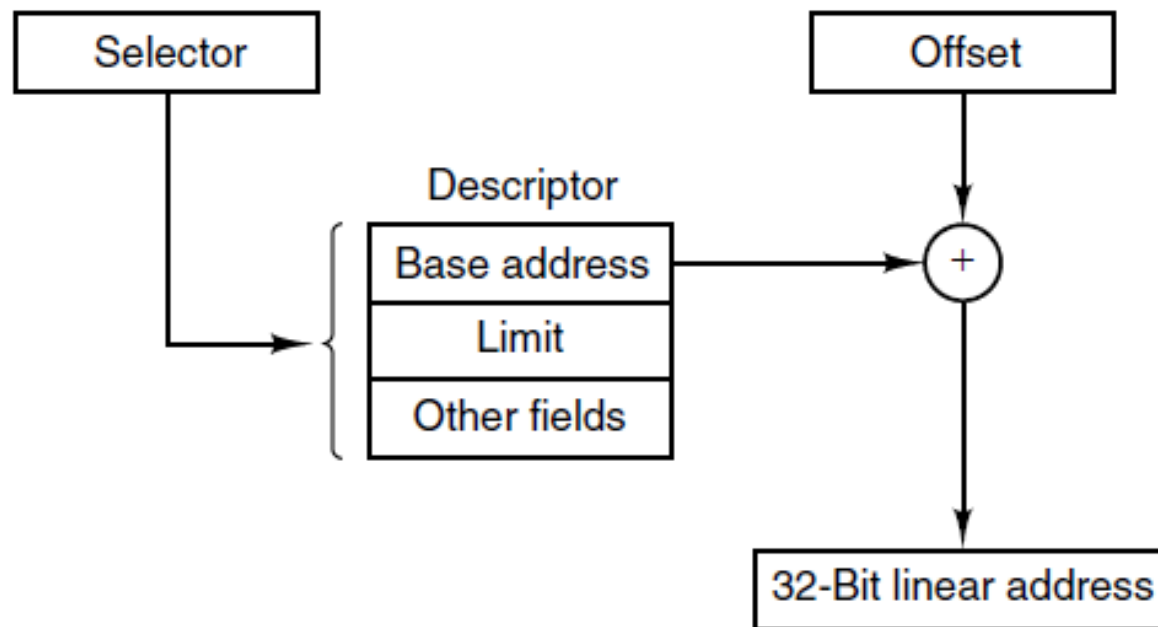 Selector
Offset
Descriptor
Base address
+
Limit
Other fields
32-Bit linear address